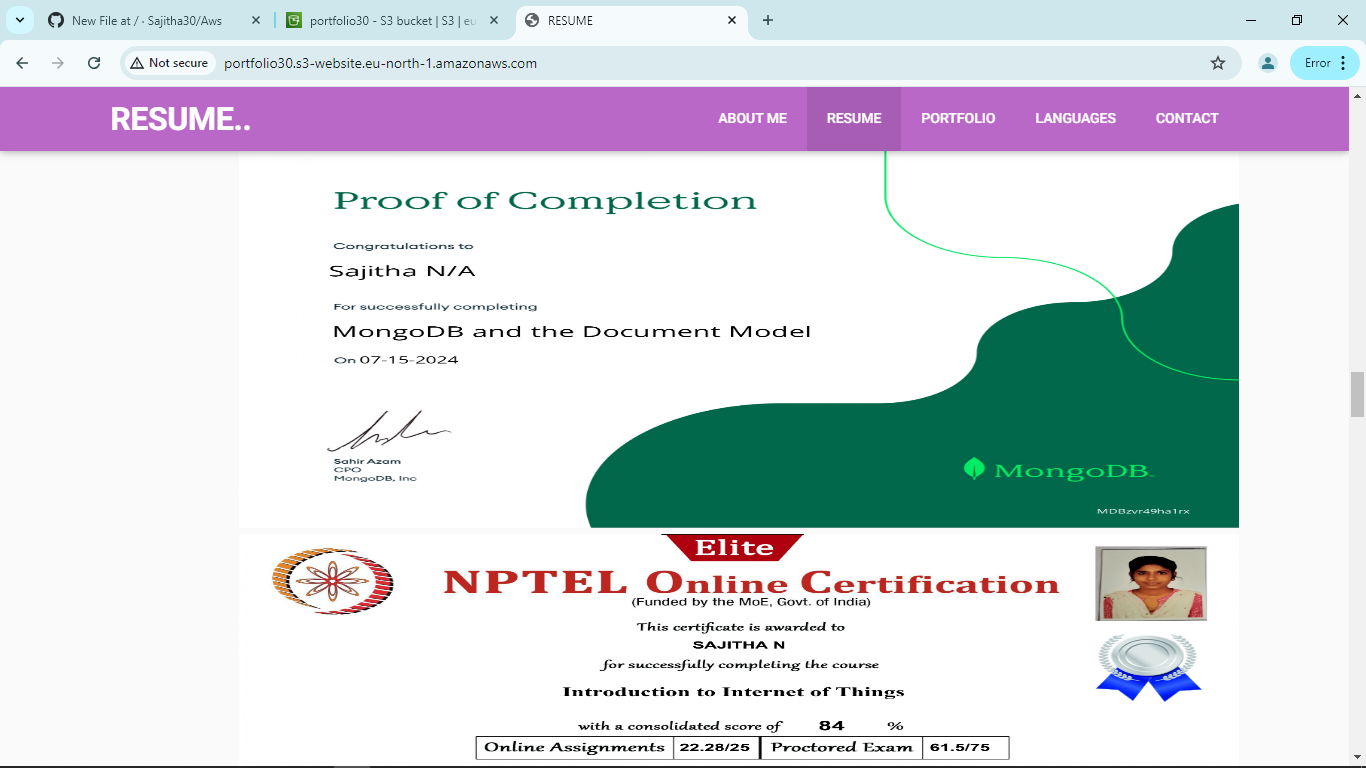 New File at / · Sajitha30/Aws
portfolio30 - S3 bucket | S3 | eu
RESUME
Not secure
portfolio30.s3-website.eu-north-1.amazonaws.com
Error
RESUME..
ABOUT ME
RESUME
PORTFOLIO
LANGUAGES
CONTACT
Proof of Completion
Congratulations to
Sajitha N/A
For successfully completing
MongoDB and the Document Model
On 07-15-2024
Sahir Azam
CPO
MongoDB, Inc
MongoDB.
MDBzvr49ha1rx
Elite
NPTEL Online Certification
(Funded by the MoE, Govt. of India)
This certificate is awarded to
SAJITHA N
for successfully completing the course
Introduction to Internet of Things
with a consolidated score of 84 %
Online Assignments 22.28/25 Proctored Exam 61.5/75